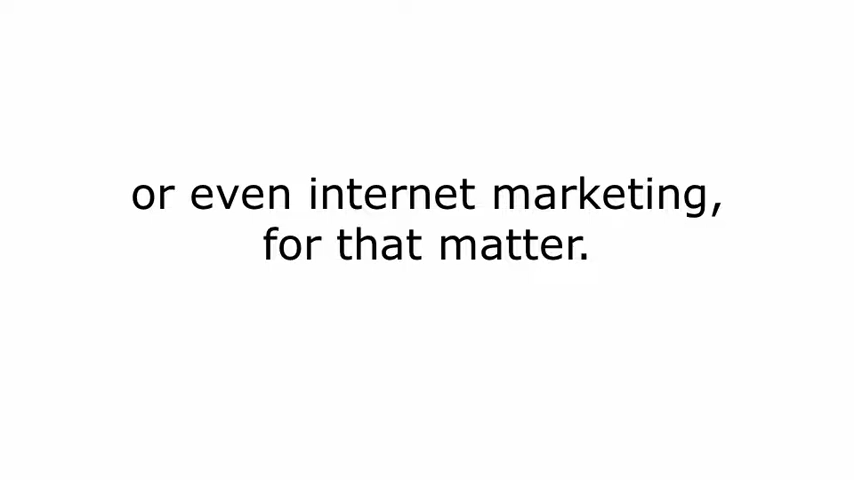 or even internet marketing,
for that matter.